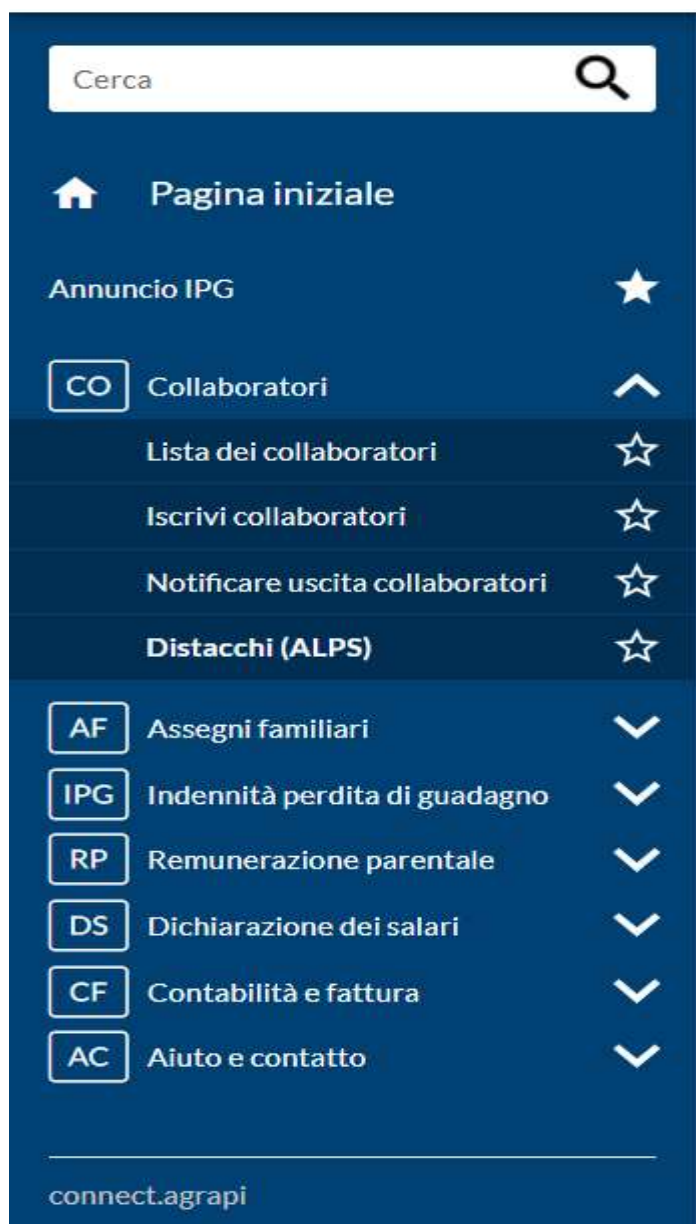 Cerca
Pagina iniziale
Annuncio IPG
CO Collaboratori
Lista dei collaboratori
Iscrivi collaboratori
Notificare uscita collaboratori
Distacchi (ALPS)
AF Assegni familiari
IPG Indennità perdita di guadagno
RP Remunerazione parentale
DS Dichiarazione dei salari
CF Contabilità e fattura
AC Aiuto e contatto
connect.agrapi